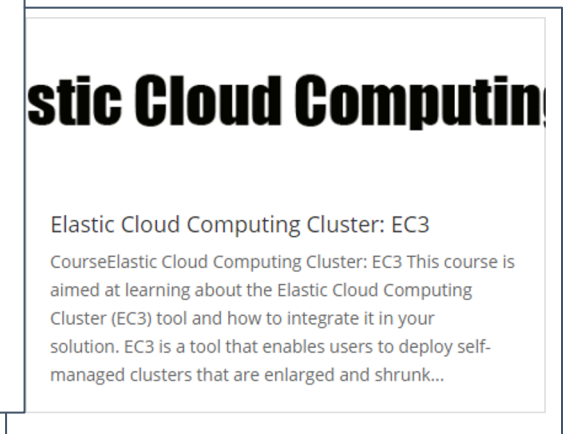 stic Cloud Computing
Elastic Cloud Computing Cluster: EC3
CourseElastic Cloud Computing Cluster: EC3 This course is
aimed at learning about the Elastic Cloud Computing
Cluster (EC3) tool and how to integrate it in your
solution. EC3 is a tool that enables users to deploy self-
managed clusters that are enlarged and shrunk...